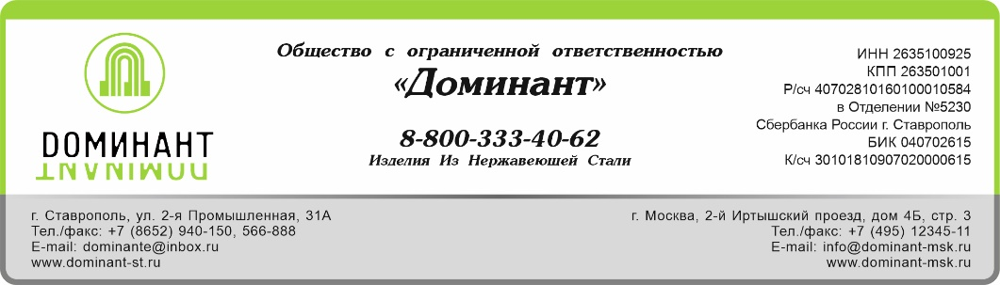 DОМИНАНТ
DOMINANT
Общество с ограниченной ответственностью
«Доминант»
8-800-333-40-62
Изделия Из Нержавеюшей Стали
ИНН 2635100925
КПП 263501001
Р/сч 40702810160100010584
в Отделении №5230
Сбербанка России г. Ставрополь
БИК 040702615
К/сч 30101810907020000615
г. Ставрополь, ул. 2-я Промышленная, 31А
Тел./факс: +7 (8652) 940-150, 566-888
E-mail: dominante@inbox.ru
www.dominant-st.ru
г. Москва, 2-й Иртышский проезд, дом 4Б, стр. 3
Тел./факс: +7 (495) 12345-11
E-mail: info@dominant-msk.ru
www.dominant-msk.ru